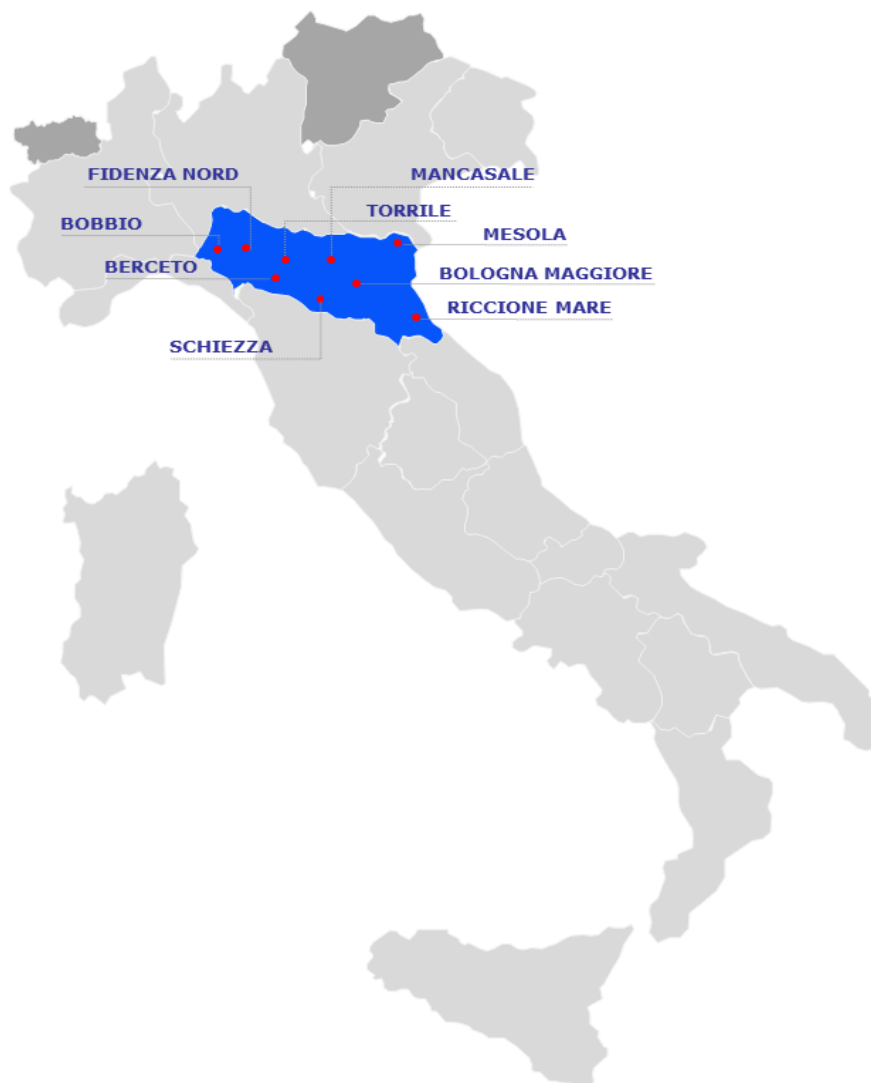 FIDENZA NORD
MANCASALE
TORRILE
BOBBIO
MESOLA
BERCETO
BOLOGNA MAGGIORE
RICCIONE MARE
SCHIEZZA